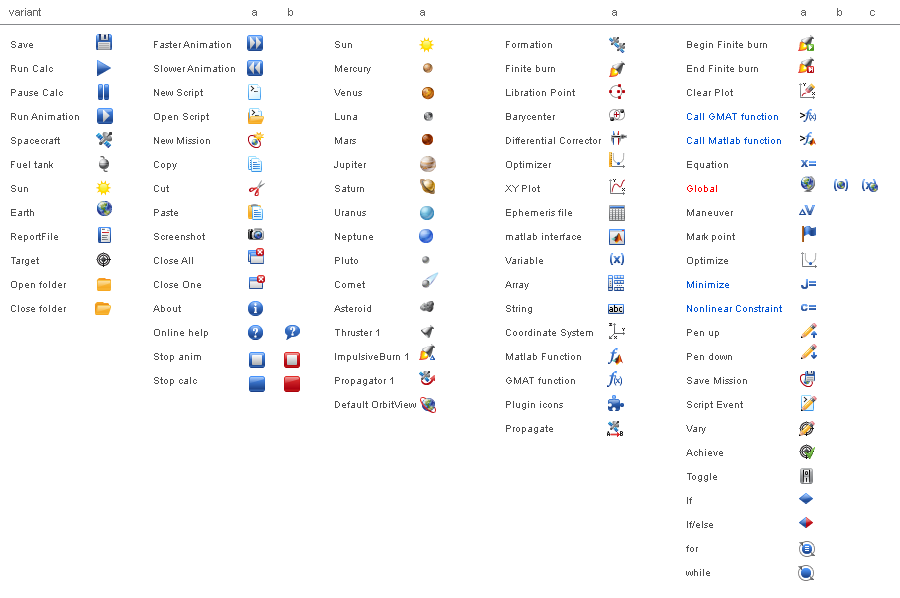 variant a b a a a b c
Save Faster Animation Sun Formation Begin Finite burn
Run Calc Slower Animation Mercury Finite burn End Finite burn
Pause Calc New Script Venus Libration Point Clear Plot
Run Animation Open Script Luna Barycenter Call GMAT function >f(x)
Spacecraft New Mission Mars Differential Corrector Call Matlab function >f
Fuel tank Copy Jupiter Optimizer Equation x=
Sun Cut Saturn XY Plot Global (x)
Earth Paste Uranus Ephemeris file Maneuver ΔV
ReportFile Screenshot Neptune matlab interface Mark point
Target Close All Pluto Variable (x) Optimize
Open folder Close One Comet Array Minimize J=
Close folder About Asteroid String abc Nonlinear Constraint c=
Online help Thruster 1 Coordinate System Pen up
Stop anim ImpulsiveBurn 1 Matlab Function f Pen down
Stop calc Propagator 1 GMAT function f(x) Save Mission
Default OrbitView Plugin icons Script Event
Propagate A B Vary
Achieve
Toggle
If
If/else
for
while